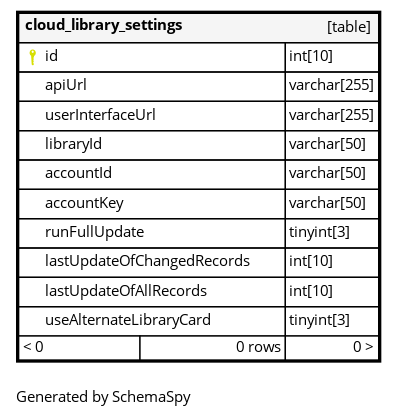 cloud_library_settings [table]
id int[10]
apiUrl varchar[255]
userInterfaceUrl varchar[255]
libraryId varchar[50]
accountId varchar[50]
accountKey varchar[50]
runFullUpdate tinyint[3]
lastUpdateOfChangedRecords int[10]
lastUpdateOfAllRecords int[10]
useAlternateLibraryCard tinyint[3]
< 0 0 rows 0 >
Generated by SchemaSpy